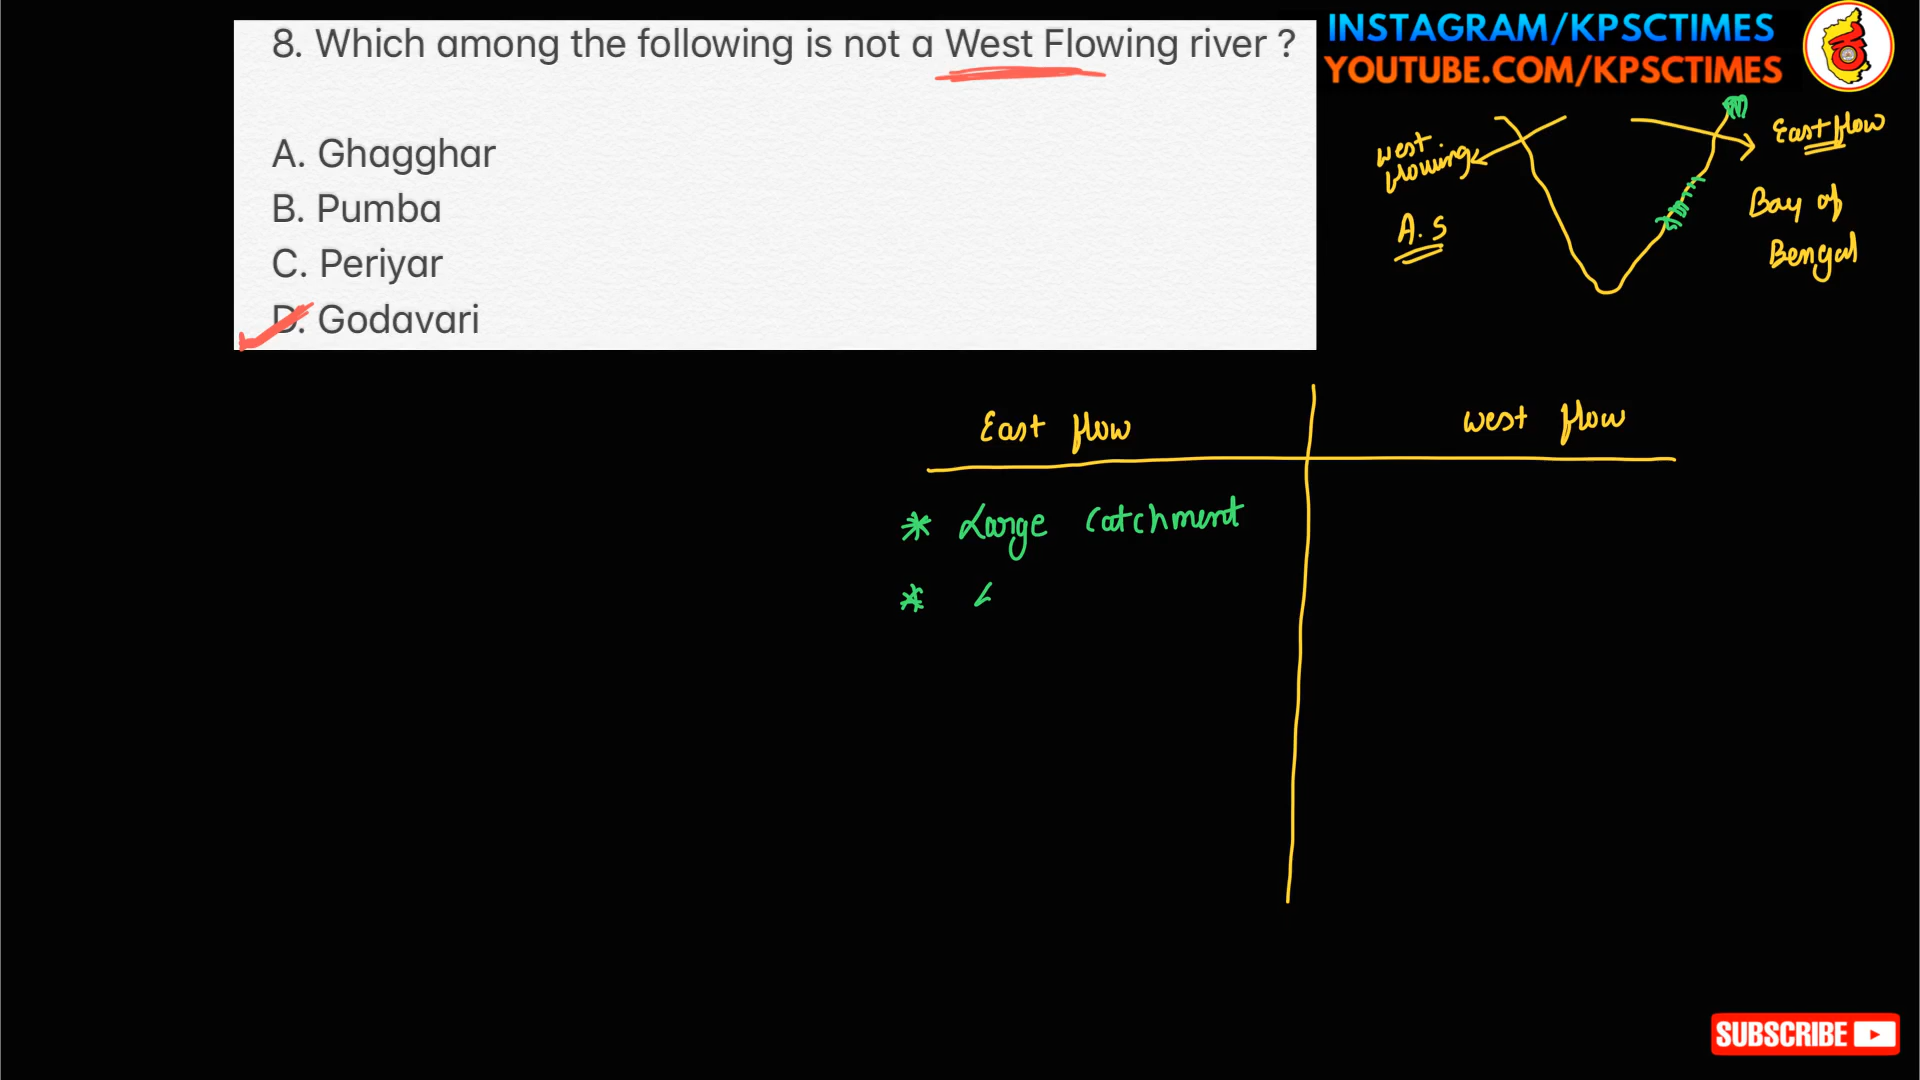 8. Which among the following is not a West Flowing river ?
A. Ghagghar
B. Pumba
C. Periyar
D. Godavari
INSTAGRAM/KPSCTIMES
YOUTUBE.COM/KPSCTIMES
West
flowing
A.S
East flow
Bay of
Bengal
East flow
west flow
* Large Catchment
*
SUBSCRIBE